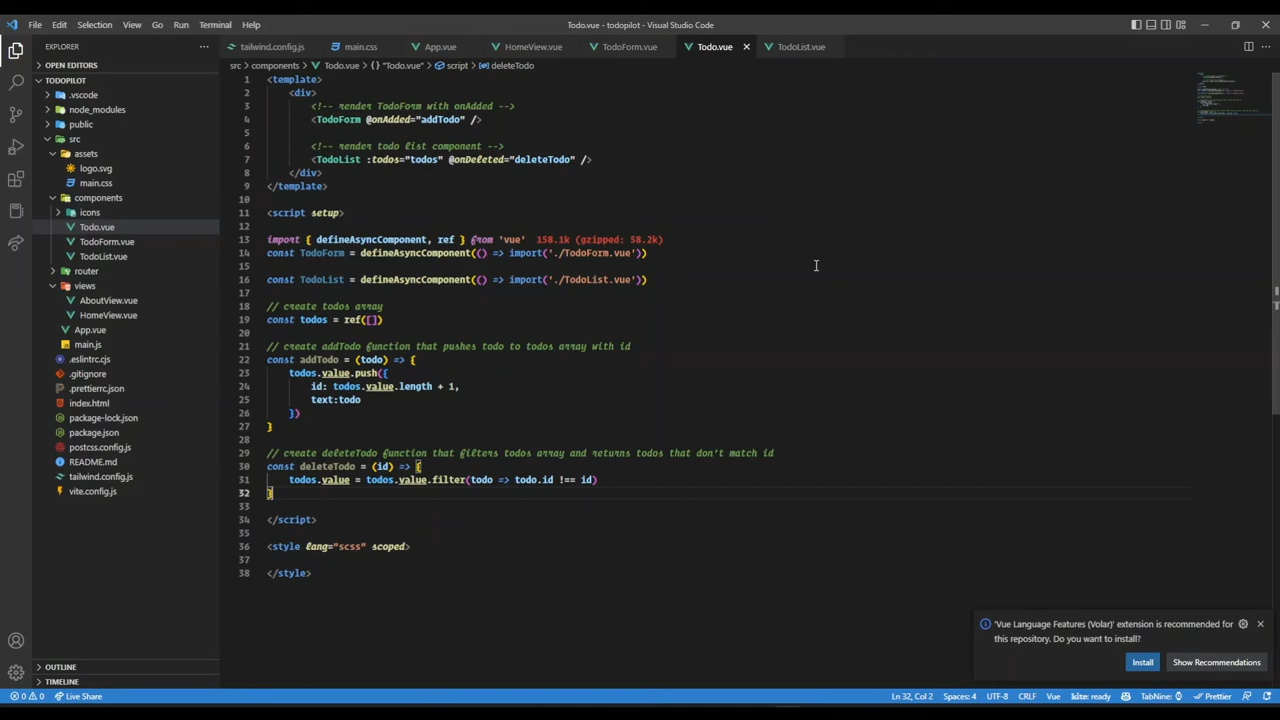 File Edit Selection View Go Run Terminal Help
Todo.vue - todopilot - Visual Studio Code
EXPLORER
tailwind.config.js main.css App.vue HomeView.vue TodoForm.vue Todo.vue TodoList.vue
OPEN EDITORS
TODOPILOT
.vscode
node_modules
public
src
assets
logo.svg
main.css
components
icons
Todo.vue
TodoForm.vue
TodoList.vue
router
views
AboutView.vue
HomeView.vue
App.vue
main.js
.eslintrc.cjs
.gitignore
.prettierrc.json
index.html
package-lock.json
package.json
postcss.config.js
README.md
tailwind.config.js
vite.config.js
OUTLINE
TIMELINE
src > components > Todo.vue > {} "Todo.vue" > script > deleteTodo
1 <template>
2 <div>
3 <!-- render TodoForm with onAdded -->
4 <TodoForm @onAdded="addTodo" />
5
6 <!-- render todo list component -->
7 <TodoList :todos="todos" @onDeleted="deleteTodo" />
8 </div>
9 </template>
10
11 <script setup>
12
13 import { defineAsyncComponent, ref } from 'vue' 158.1k (gzipped: 58.2k)
14 const TodoForm = defineAsyncComponent(() => import('./TodoForm.vue'))
15
16 const TodoList = defineAsyncComponent(() => import('./TodoList.vue'))
17
18 // create todos array
19 const todos = ref([])
20
21 // create addTodo function that pushes todo to todos array with id
22 const addTodo = (todo) => {
23 todos.value.push({
24 id: todos.value.length + 1,
25 text:todo
26 })
27 }
28
29 // create deleteTodo function that filters todos array and returns todos that don't match id
30 const deleteTodo = (id) => {
31 todos.value = todos.value.filter(todo => todo.id !== id)
32 }
33
34 </script>
35
36 <style lang="scss" scoped>
37
38 </style>
'Vue Language Features (Volar)' extension is recommended for
this repository. Do you want to install?
Install Show Recommendations
0 0 Live Share
Ln 32, Col 2 Spaces: 4 UTF-8 CRLF Vue kite: ready TabNine: Prettier